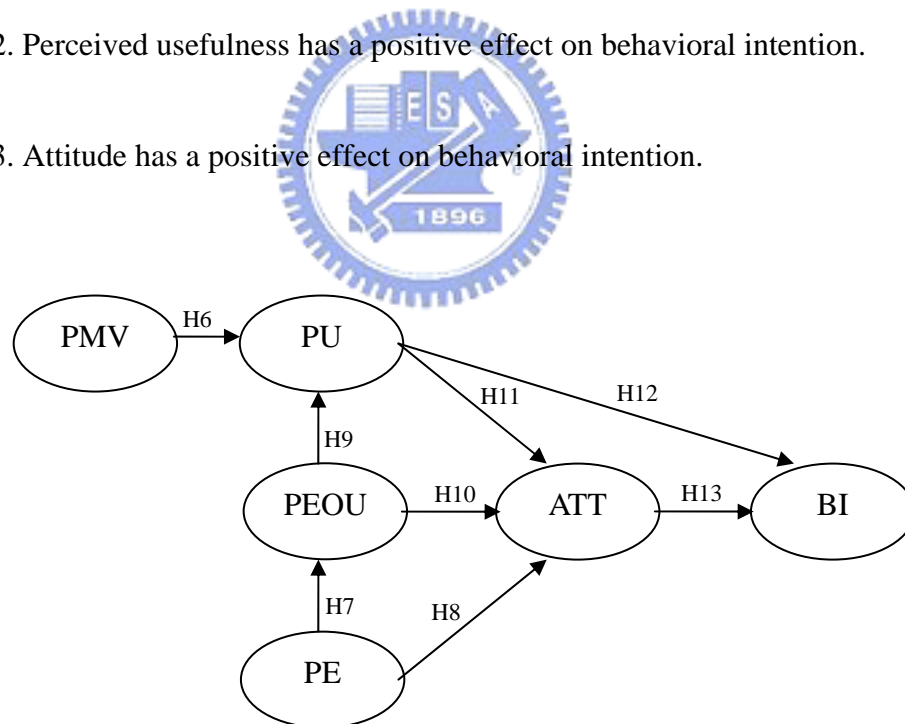 2. Perceived usefulness has a positive effect on behavioral intention.
E S A
3. Attitude has a positive effect on behavioral intention.
1896
PMV H6 PU
H11 H12
H9
PEOU H10 ATT H13 BI
H7 H8
PE